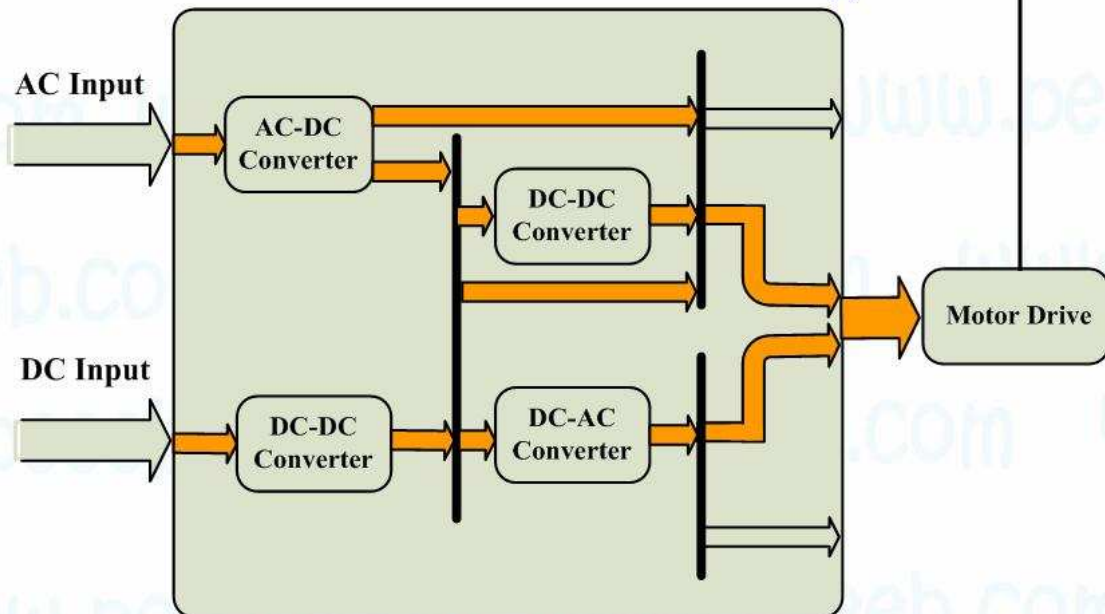 AC Input
AC-DC
Converter
DC-DC
Converter
Motor Drive
DC Input
DC-DC
Converter
DC-AC
Converter